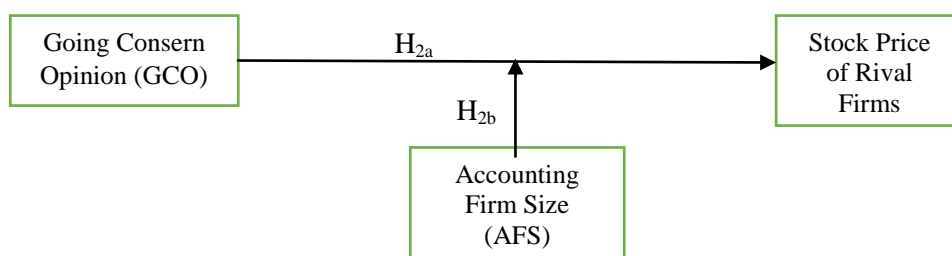 Going Consern
Opinion (GCO)
H2a
Stock Price
of Rival
Firms
H2b
Accounting
Firm Size
(AFS)